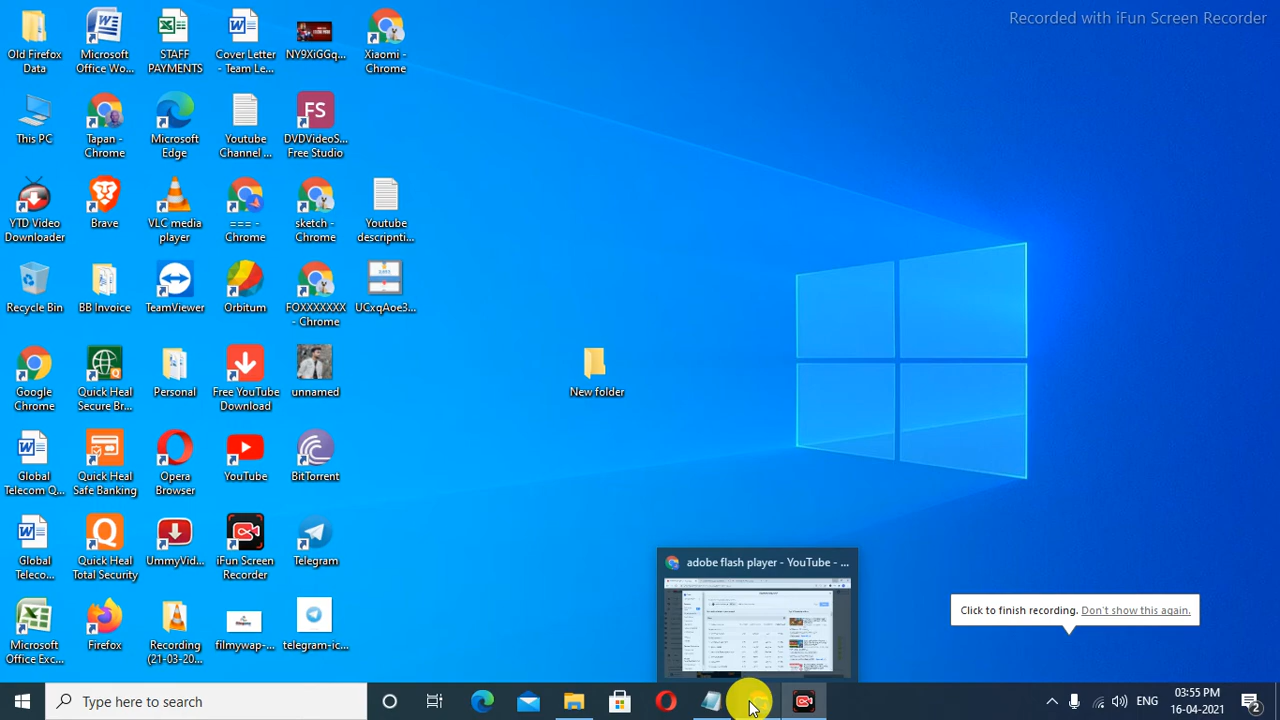 Recorded with iFun Screen Recorder
Old Firefox
Data
Microsoft
Office Wo...
STAFF
PAYMENTS
Cover Letter
- Team Le...
NY9XiGGq...
Xiaomi -
Chrome
This PC
Tapan -
Chrome
Microsoft
Edge
Youtube
Channel ...
FS
DVDVideoS...
Free Studio
YTD Video
Downloader
Brave
VLC media
player
=== -
Chrome
sketch -
Chrome
Youtube
descripnti...
Recycle Bin
BB Invoice
TeamViewer
Orbitum
FOXXXXXXX
- Chrome
UCxqAoe3...
Google
Chrome
Quick Heal
Secure Br...
Personal
Free YouTube
Download
unnamed
New folder
Global
Telecom Q...
Quick Heal
Safe Banking
Opera
Browser
YouTube
BitTorrent
Global
Teleco...
Quick Heal
Total Security
UmmyVid...
iFun Screen
Recorder
Telegram
adobe flash player - YouTube - ...
Microsoft
Office Exc...
Firefox
Recording
(21-03-20...
filmywap-...
telegram-ic...
Click to finish recording. Don't show this again.
Type here to search
ENG
03:55 PM
16-04-2021
2